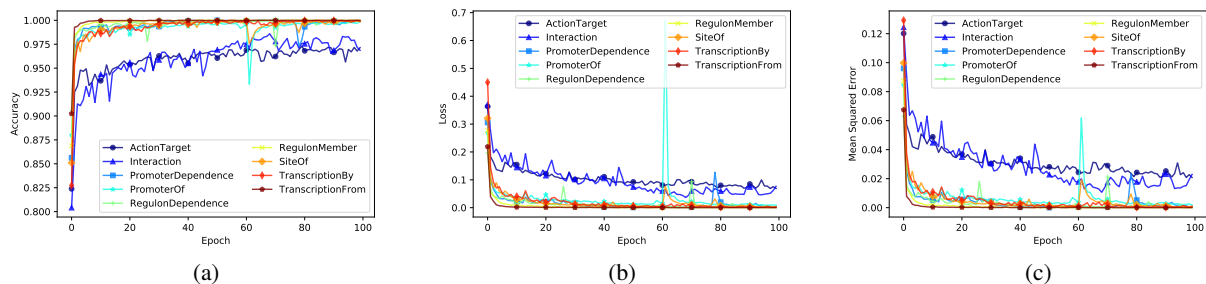 1.000
0.975
0.950
0.925
0.900
0.875
0.850
0.825
0.800
Accuracy
0 20 40 60 80 100
Epoch
ActionTarget
Interaction
PromoterDependence
PromoterOf
RegulonDependence
RegulonMember
SiteOf
TranscriptionBy
TranscriptionFrom
(a)
0.7
0.6
0.5
0.4
0.3
0.2
0.1
0.0
Loss
0 20 40 60 80 100
Epoch
ActionTarget
Interaction
PromoterDependence
PromoterOf
RegulonDependence
RegulonMember
SiteOf
TranscriptionBy
TranscriptionFrom
(b)
0.12
0.10
0.08
0.06
0.04
0.02
0.00
Mean Squared Error
0 20 40 60 80 100
Epoch
ActionTarget
Interaction
PromoterDependence
PromoterOf
RegulonDependence
RegulonMember
SiteOf
TranscriptionBy
TranscriptionFrom
(c)